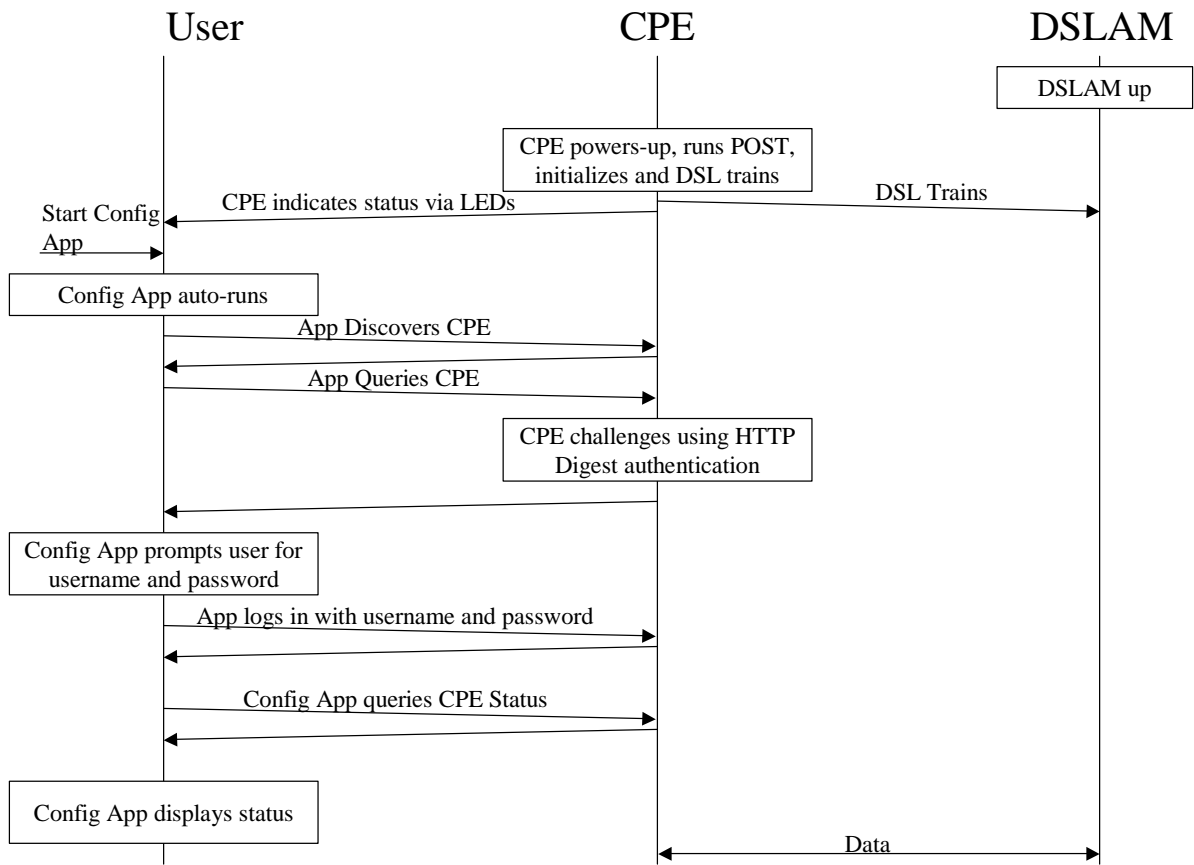 User
CPE
DSLAM
DSLAM up
CPE powers-up, runs POST,
initializes and DSL trains
DSL Trains
CPE indicates status via LEDs
Start Config
App
Config App auto-runs
App Discovers CPE
App Queries CPE
CPE challenges using HTTP
Digest authentication
Config App prompts user for
username and password
App logs in with username and password
Config App queries CPE Status
Config App displays status
Data